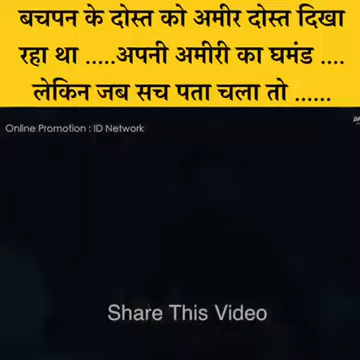 बचपन के दोस्त को अमीर दोस्त दिखा
रहा था .....अपनी अमीरी का घमंड ....
लेकिन जब सच पता चला तो ......
Online Promotion : ID Network
Share This Video